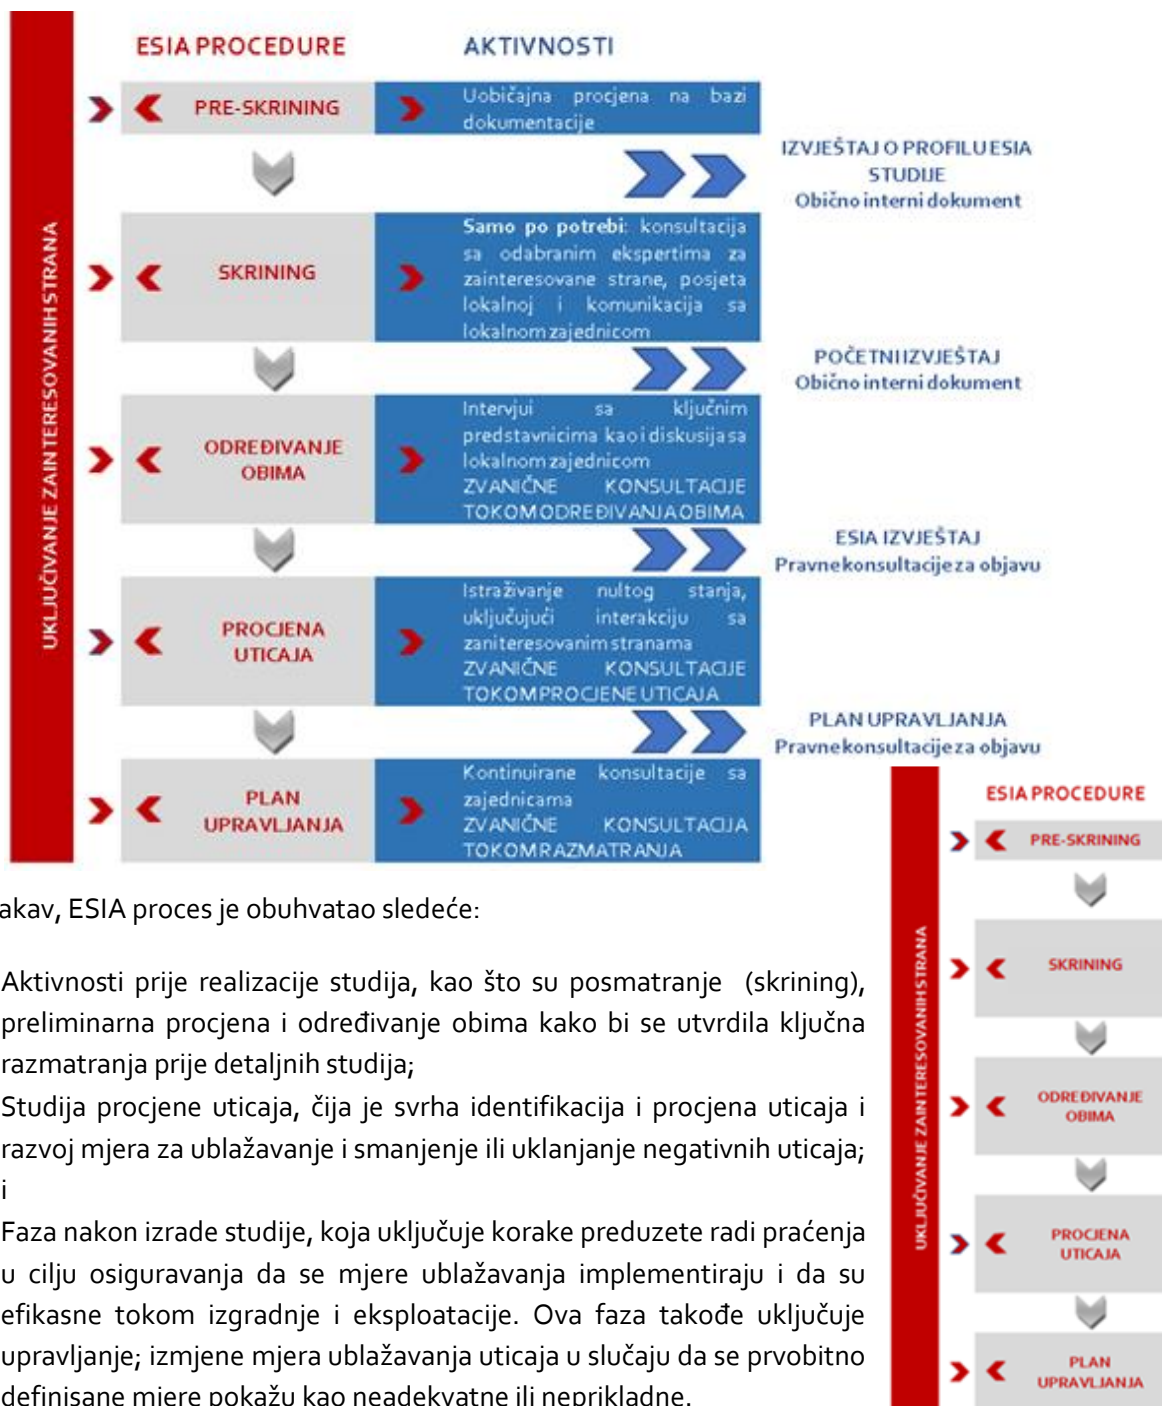 ESIA PROCEDURE
AKTIVNOSTI
UKLJUČIVANJE ZAINTERESOVANIH STRANA
PRE-SKRINING
Uobičajna procjena na bazi
dokumentacije
IZVJEŠTAJ O PROFILU ESIA
STUDIJE
Obično interni dokument
SKRINING
Samo po potrebi: konsultacija
sa odabranim ekspertima za
zainteresovane strane, posjeta
lokalnoj i komunikacija sa
lokalnom zajednicom
POČETNI IZVJEŠTAJ
Obično interni dokument
ODREĐIVANJE
OBIMA
Intervjui sa ključnim
predstavnicima kao i diskusija sa
lokalnom zajednicom
ZVANIČNE KONSULTACIJE
TOKOM ODREĐIVANJA OBIMA
ESIA IZVJEŠTAJ
Pravne konsultacije za objavu
PROCJENA
UTICAJA
Istraživanje nultog stanja,
uključujući interakciju sa
zaniteresovanim stranama
ZVANIČNE KONSULTACIJE
TOKOM PROCJENE UTICAJA
PLAN UPRAVLJANJA
Pravne konsultacije za objavu
PLAN
UPRAVLJANJA
Kontinuirane konsultacije sa
zajednicama
ZVANIČNE KONSULTACIJA
TOKOM RAZMATRANJA
akav, ESIA proces je obuhvatao sledeće:
Aktivnosti prije realizacije studija, kao što su posmatranje (skrining),
preliminarna procjena i određivanje obima kako bi se utvrdila ključna
razmatranja prije detaljnih studija;
Studija procjene uticaja, čija je svrha identifikacija i procjena uticaja i
razvoj mjera za ublažavanje i smanjenje ili uklanjanje negativnih uticaja;
i
Faza nakon izrade studije, koja uključuje korake preduzete radi praćenja
u cilju osiguravanja da se mjere ublažavanja implementiraju i da su
efikasne tokom izgradnje i eksploatacije. Ova faza takođe uključuje
upravljanje; izmjene mjera ublažavanja uticaja u slučaju da se prvobitno
definisane mjere pokažu kao neadekvatne ili neprikladne.
ESIA PROCEDURE
UKLJUČIVANJE ZAINTERESOVANIH STRANA
PRE-SKRINING
SKRINING
ODREĐIVANJE
OBIMA
PROCJENA
UTICAJA
PLAN
UPRAVLJANJA